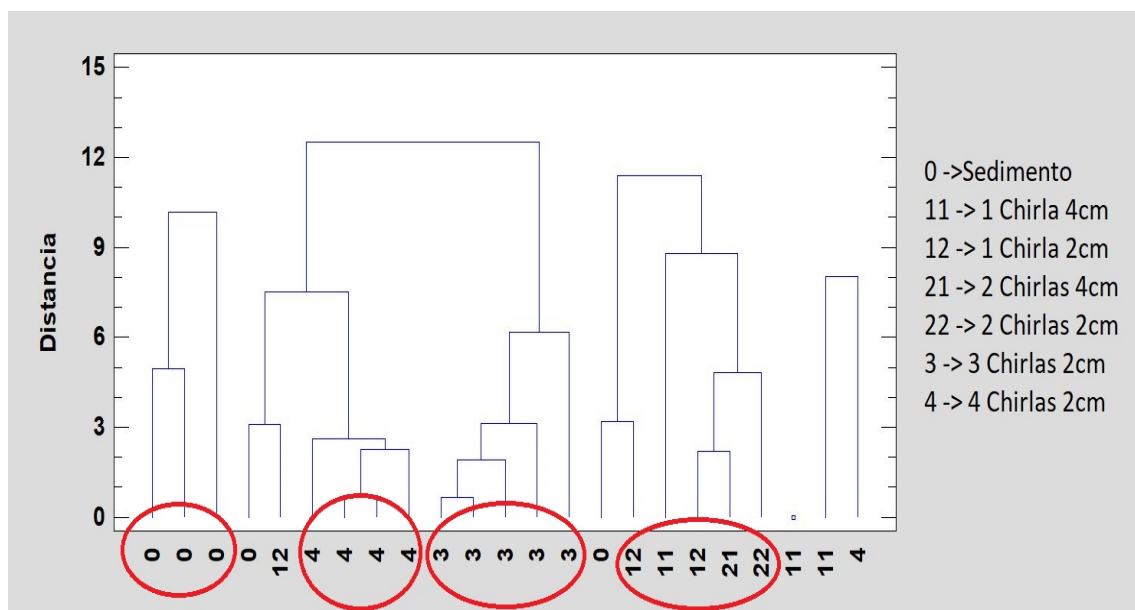 15
12
9
6
3
0
Distancia
0 0 0 0 12 4 4 4 4 3 3 3 3 3 0 12 11 12 21 22 11 11 4
0 ->Sedimento
11 -> 1 Chirla 4cm
12 -> 1 Chirla 2cm
21 -> 2 Chirlas 4cm
22 -> 2 Chirlas 2cm
3 -> 3 Chirlas 2cm
4 -> 4 Chirlas 2cm